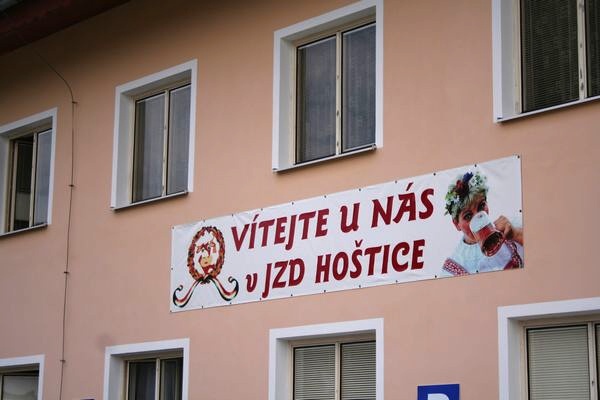 VÍTEJTE U NÁS
v JZD HOŠTICE